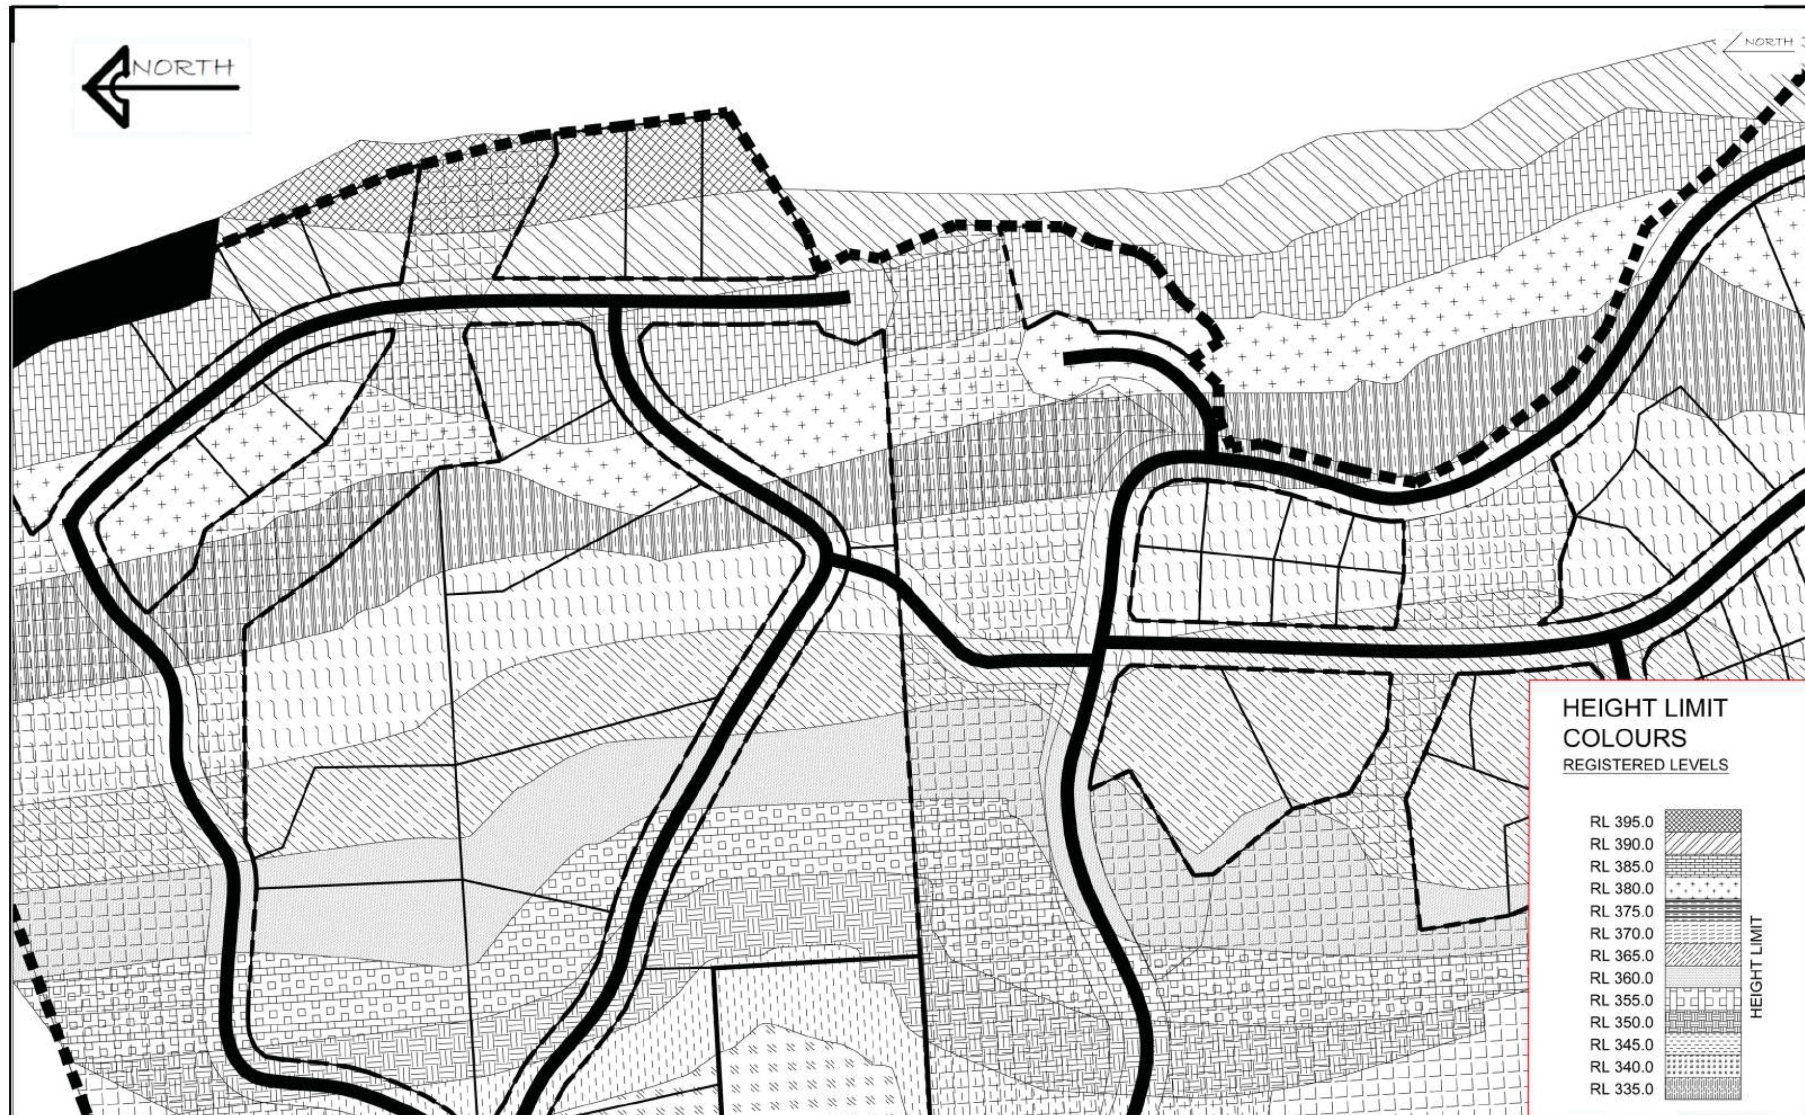 NORTH
NORTH
HEIGHT LIMIT
COLOURS
REGISTERED LEVELS
RL 395.0
RL 390.0
RL 385.0
RL 380.0
RL 375.0
RL 370.0
RL 365.0
RL 360.0
RL 355.0
RL 350.0
RL 345.0
RL 340.0
RL 335.0
HEIGHT LIMIT